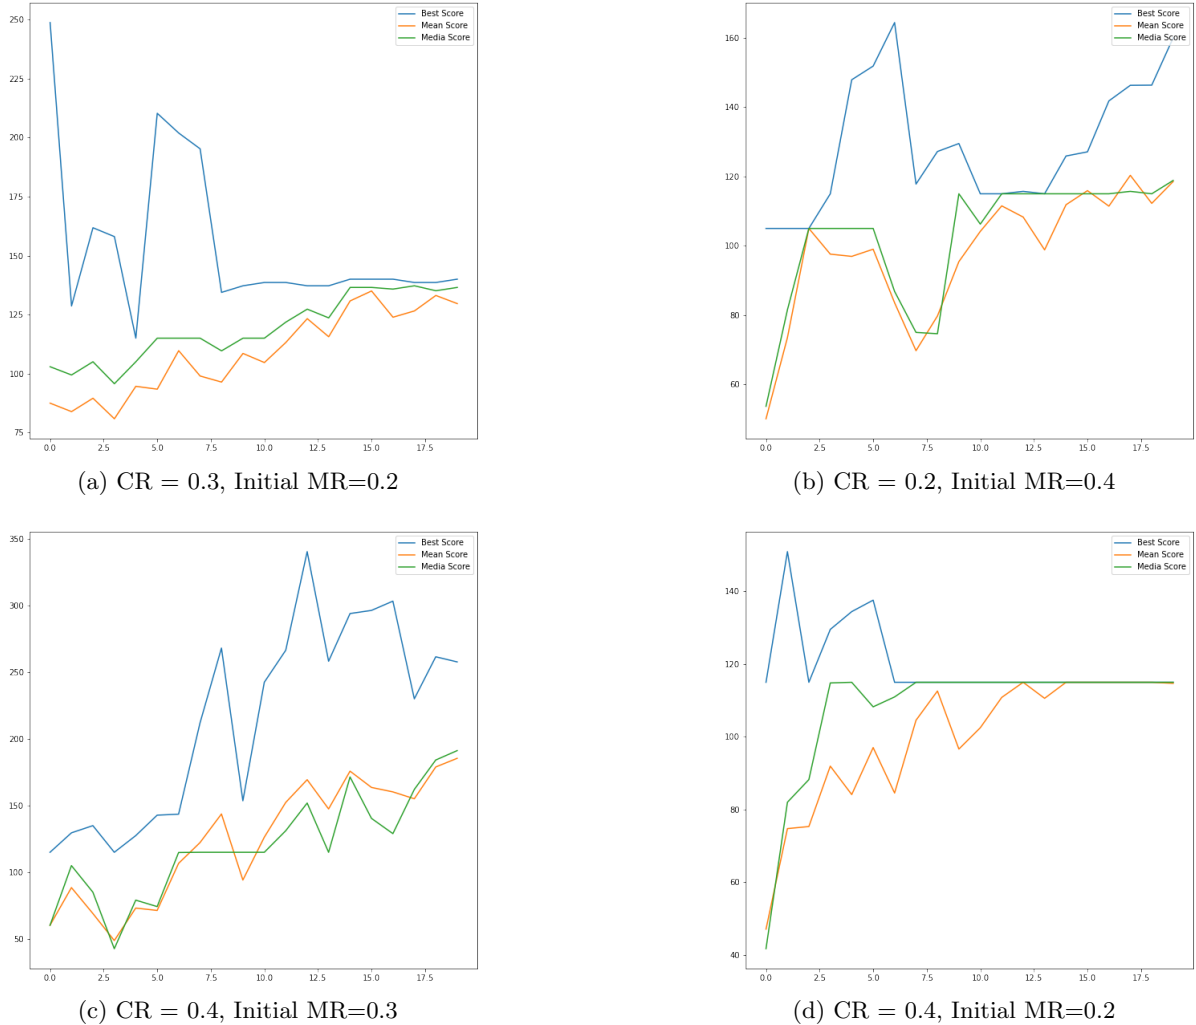 250
225
200
175
150
125
100
75
0.0 2.5 5.0 7.5 10.0 12.5 15.0 17.5
Best Score
Mean Score
Media Score
(a) CR = 0.3, Initial MR=0.2
160
140
120
100
80
60
0.0 2.5 5.0 7.5 10.0 12.5 15.0 17.5
Best Score
Mean Score
Media Score
(b) CR = 0.2, Initial MR=0.4
350
300
250
200
150
100
50
0.0 2.5 5.0 7.5 10.0 12.5 15.0 17.5
Best Score
Mean Score
Media Score
(c) CR = 0.4, Initial MR=0.3
140
120
100
80
60
40
0.0 2.5 5.0 7.5 10.0 12.5 15.0 17.5
Best Score
Mean Score
Media Score
(d) CR = 0.4, Initial MR=0.2